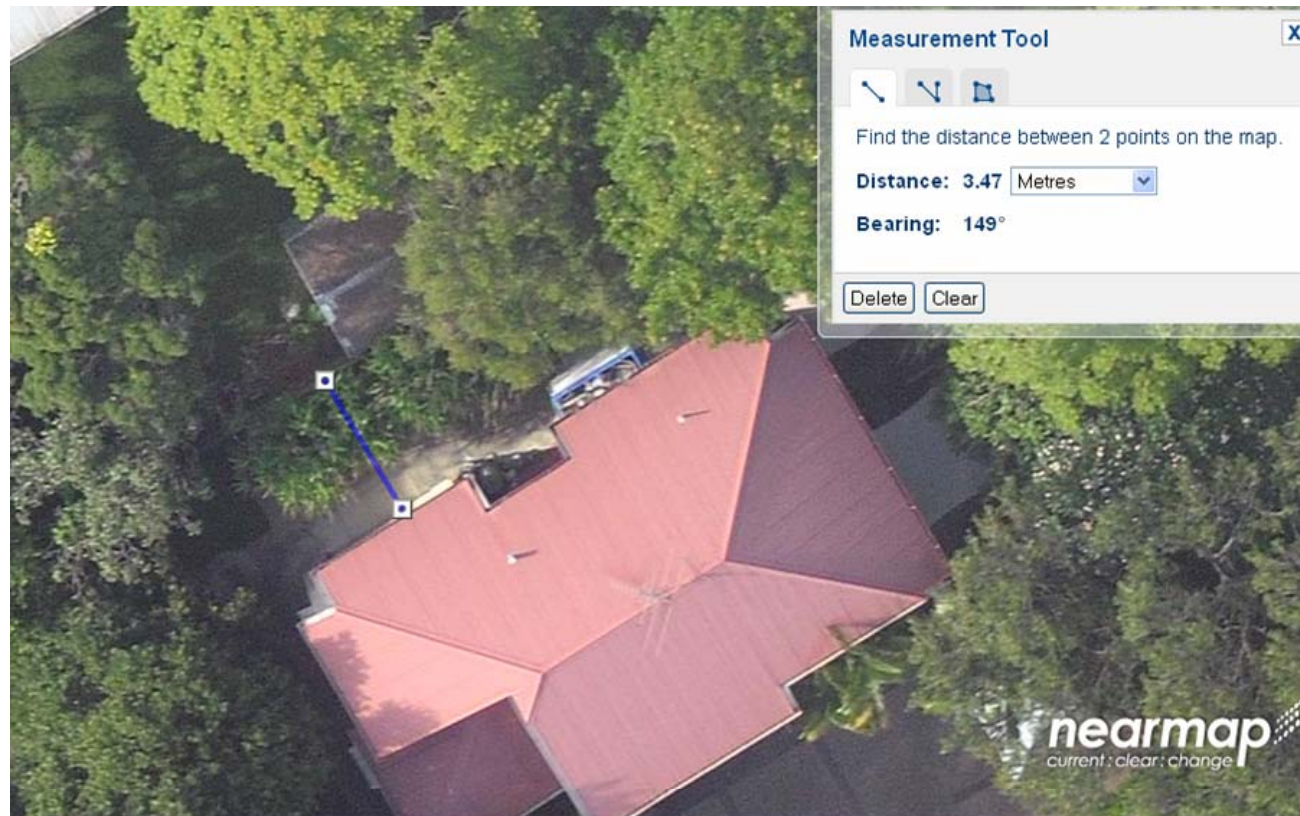 Measurement Tool
X
Find the distance between 2 points on the map.
Distance: 3.47 Metres
Bearing: 149°
Delete Clear
nearmap
current : clear : change